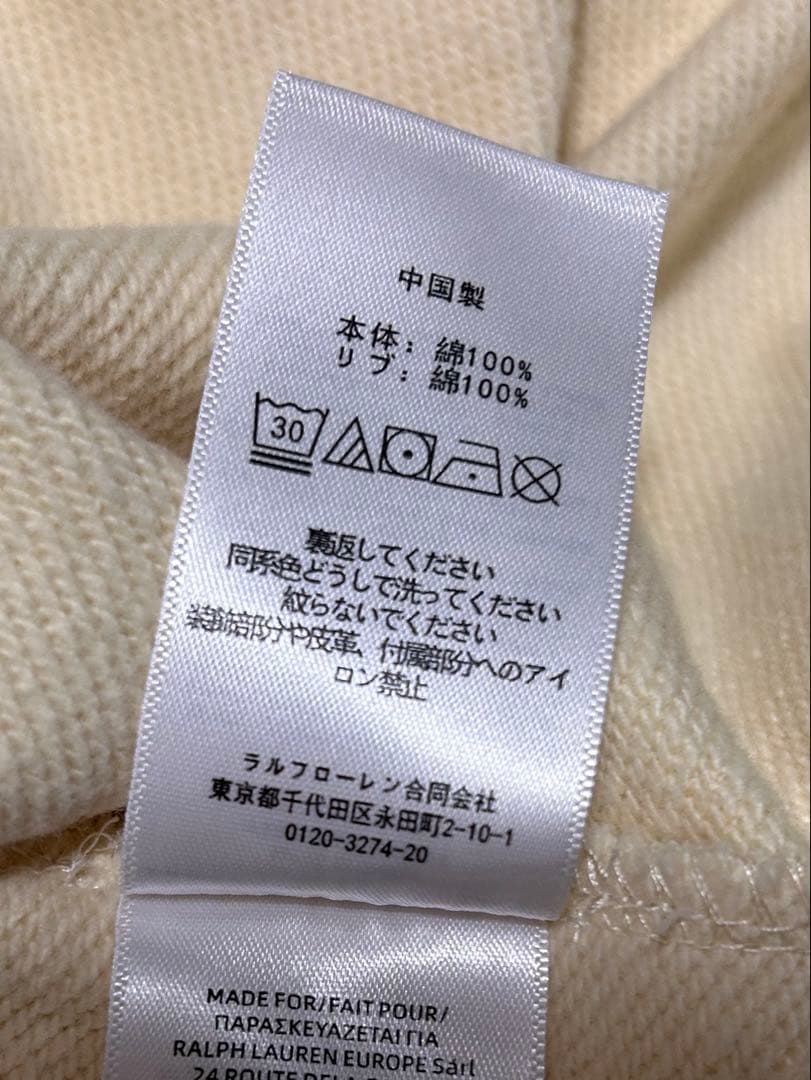 中国製
本体：綿100%
リブ：綿100%
30
裏返してください
同系色どうしで洗ってください
絞らないでください
装飾部分や皮革、付属部分へのアイ
ロン禁止
ラルフローレン合同会社
東京都千代田区永田町2-10-1
0120-3274-20
MADE FOR/FAIT POUR/
ΠΑΡΑΣΚΕΥΑΖΕΤΑΙ ΓΙΑ
RALPH LAUREN EUROPE Sàrl
24 ROUTE DE LA